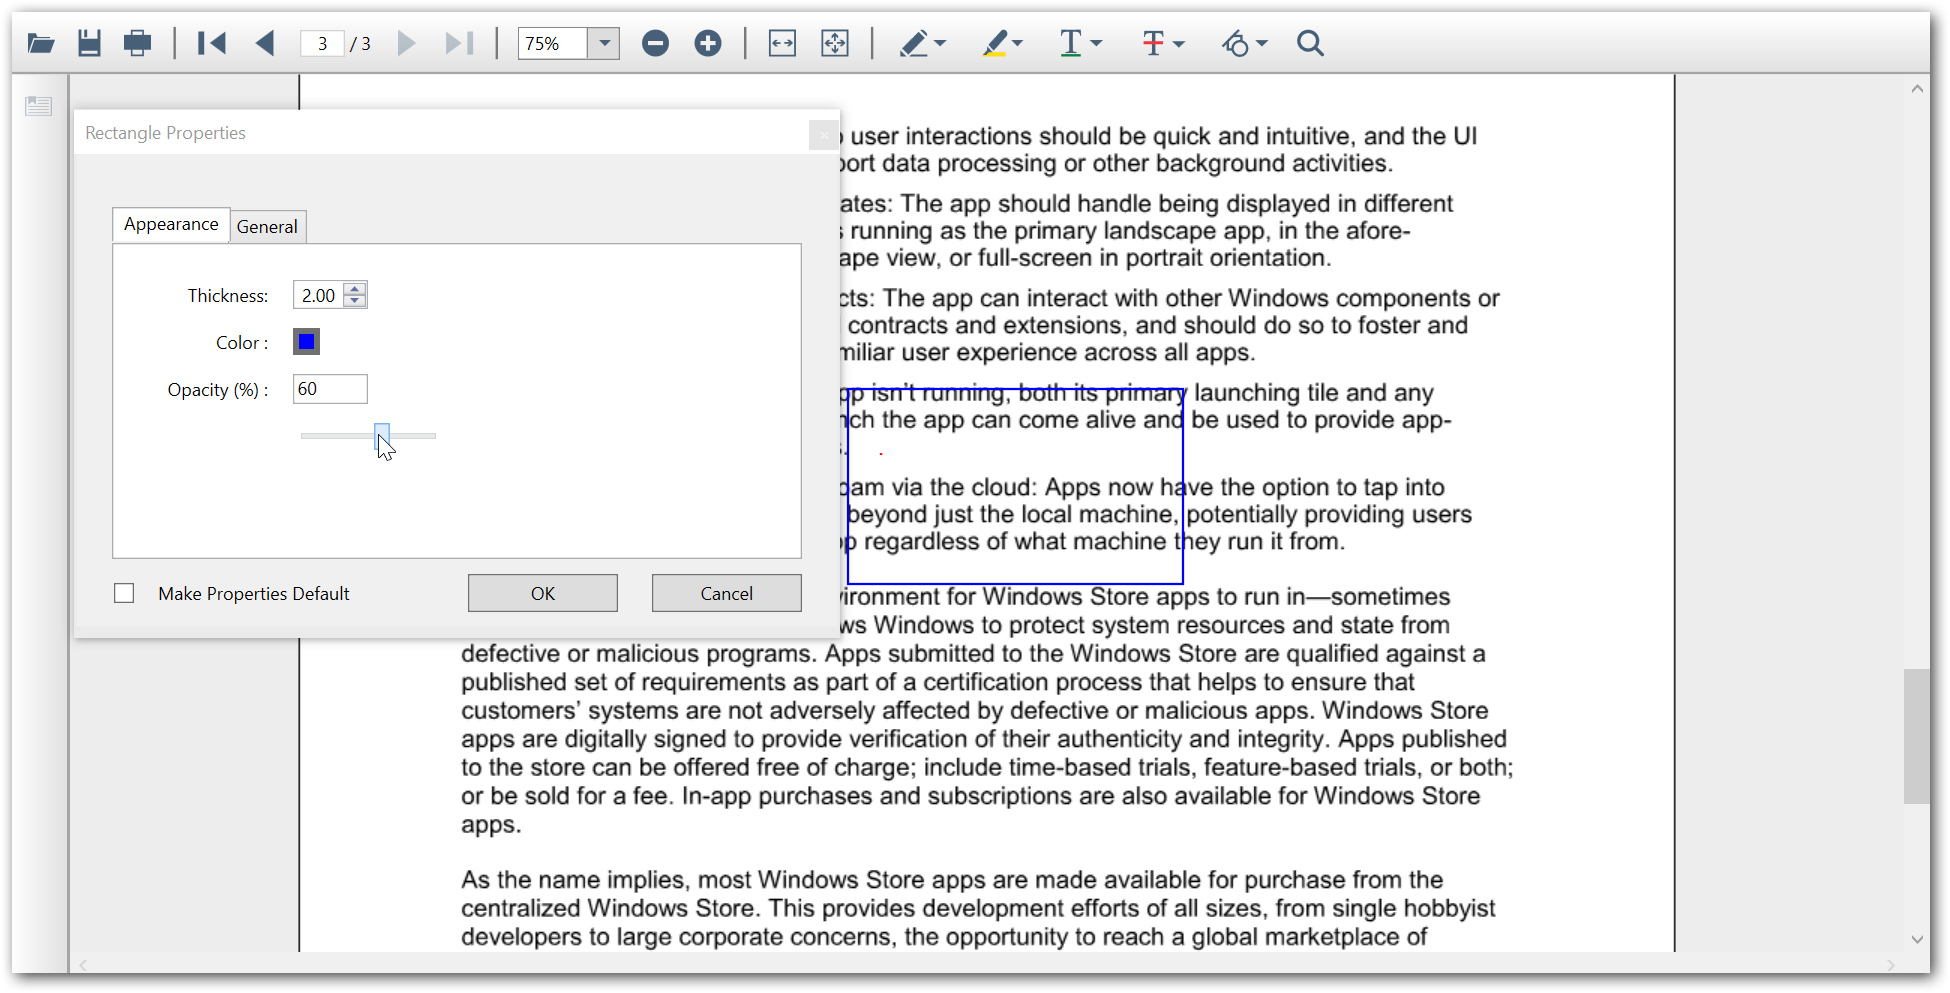 3 / 3
75%
Rectangle Properties
Appearance
General
Thickness:
2.00
Color :
Opacity (%) :
60
Make Properties Default
OK
Cancel
user interactions should be quick and intuitive, and the UI
ort data processing or other background activities.
ates: The app should handle being displayed in different
running as the primary landscape app, in the afore-
ape view, or full-screen in portrait orientation.
cts: The app can interact with other Windows components or
contracts and extensions, and should do so to foster and
miliar user experience across all apps.
pp isn’t running, both its primary launching tile and any
nch the app can come alive and be used to provide app-
s.
oam via the cloud: Apps now have the option to tap into
beyond just the local machine, potentially providing users
p regardless of what machine they run it from.
vironment for Windows Store apps to run in—sometimes
ws Windows to protect system resources and state from
defective or malicious programs. Apps submitted to the Windows Store are qualified against a
published set of requirements as part of a certification process that helps to ensure that
customers’ systems are not adversely affected by defective or malicious apps. Windows Store
apps are digitally signed to provide verification of their authenticity and integrity. Apps published
to the store can be offered free of charge; include time-based trials, feature-based trials, or both;
or be sold for a fee. In-app purchases and subscriptions are also available for Windows Store
apps.
As the name implies, most Windows Store apps are made available for purchase from the
centralized Windows Store. This provides development efforts of all sizes, from single hobbyist
developers to large corporate concerns, the opportunity to reach a global marketplace of